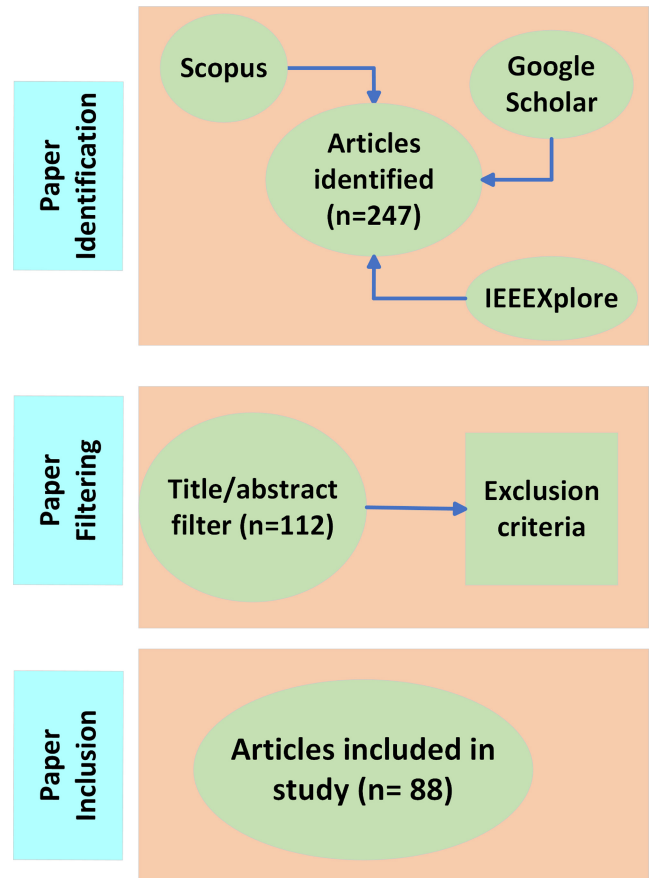 Paper
Identification
Scopus
Google
Scholar
Articles
identified
(n=247)
IEEEXplore
Paper
Filtering
Title/abstract
filter (n=112)
Exclusion
criteria
Paper
Inclusion
Articles included in
study (n= 88)